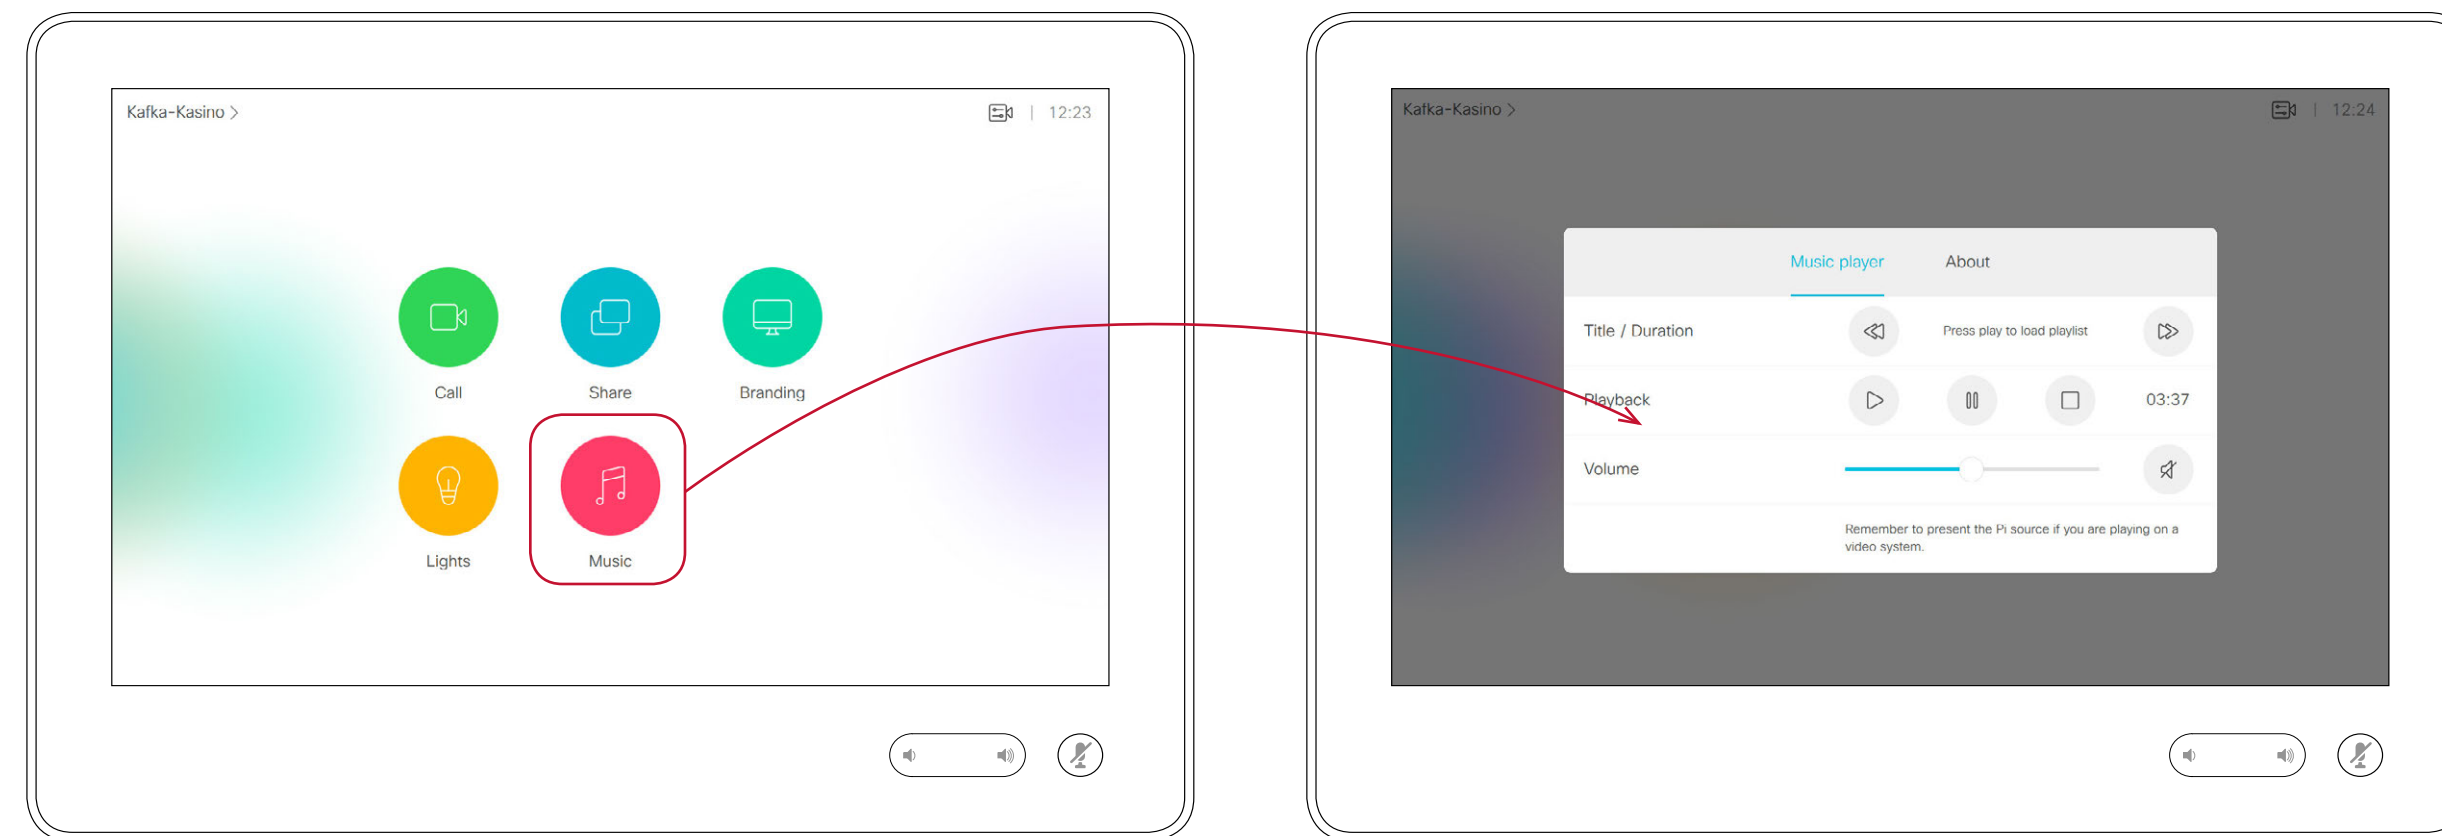 Kafka-Kasino >
| 12:23
Call
Share
Branding
Lights
Music
Kafka-Kasino >
| 12:24
Music player
About
Title / Duration
Press play to load playlist
Playback
03:37
Volume
Remember to present the Pi source if you are playing on a
video system.